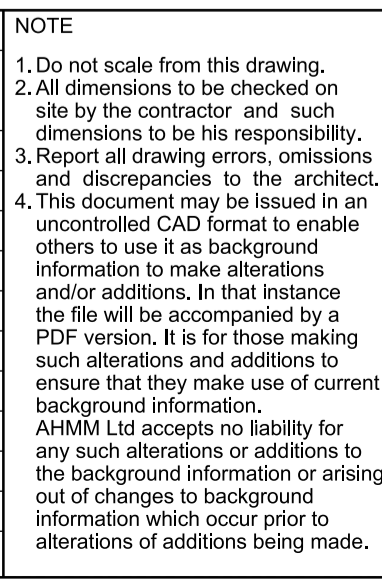 NOTE
1. Do not scale from this drawing.
2. All dimensions to be checked on
site by the contractor and such
dimensions to be his responsibility.
3. Report all drawing errors, omissions
and discrepancies to the architect.
4. This document may be issued in an
uncontrolled CAD format to enable
others to use it as background
information to make alterations
and/or additions. In that instance
the file will be accompanied by a
PDF version. It is for those making
such alterations and additions to
ensure that they make use of current
background information.
AHMM Ltd accepts no liability for
any such alterations or additions to
the background information or arising
out of changes to background
information which occur prior to
alterations of additions being made.